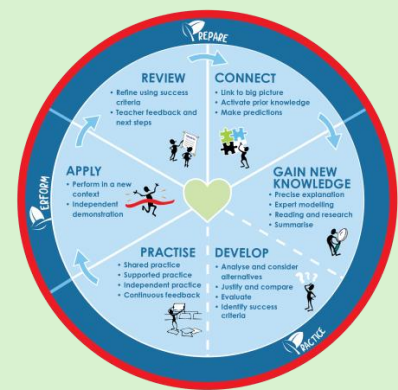 PREPARE
REVIEW
• Refine using success
criteria
• Teacher feedback and
next steps
CONNECT
• Link to big picture
• Activate prior knowledge
• Make predictions
GAIN NEW
KNOWLEDGE
• Precise explanation
• Expert modelling
• Reading and research
• Summarise
DEVELOP
• Analyse and consider
alternatives
• Justify and compare
• Evaluate
• Identify success
criteria
PRACTISE
• Shared practice
• Supported practice
• Independent practice
• Continuous feedback
APPLY
• Perform in a new
context
• Independent
demonstration
PERFORM
PRACTICE